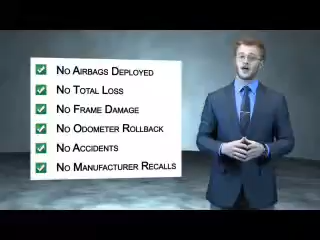 No Airbags Deployed
No Total Loss
No Frame Damage
No Odometer Rollback
No Accidents
No Manufacturer Recalls